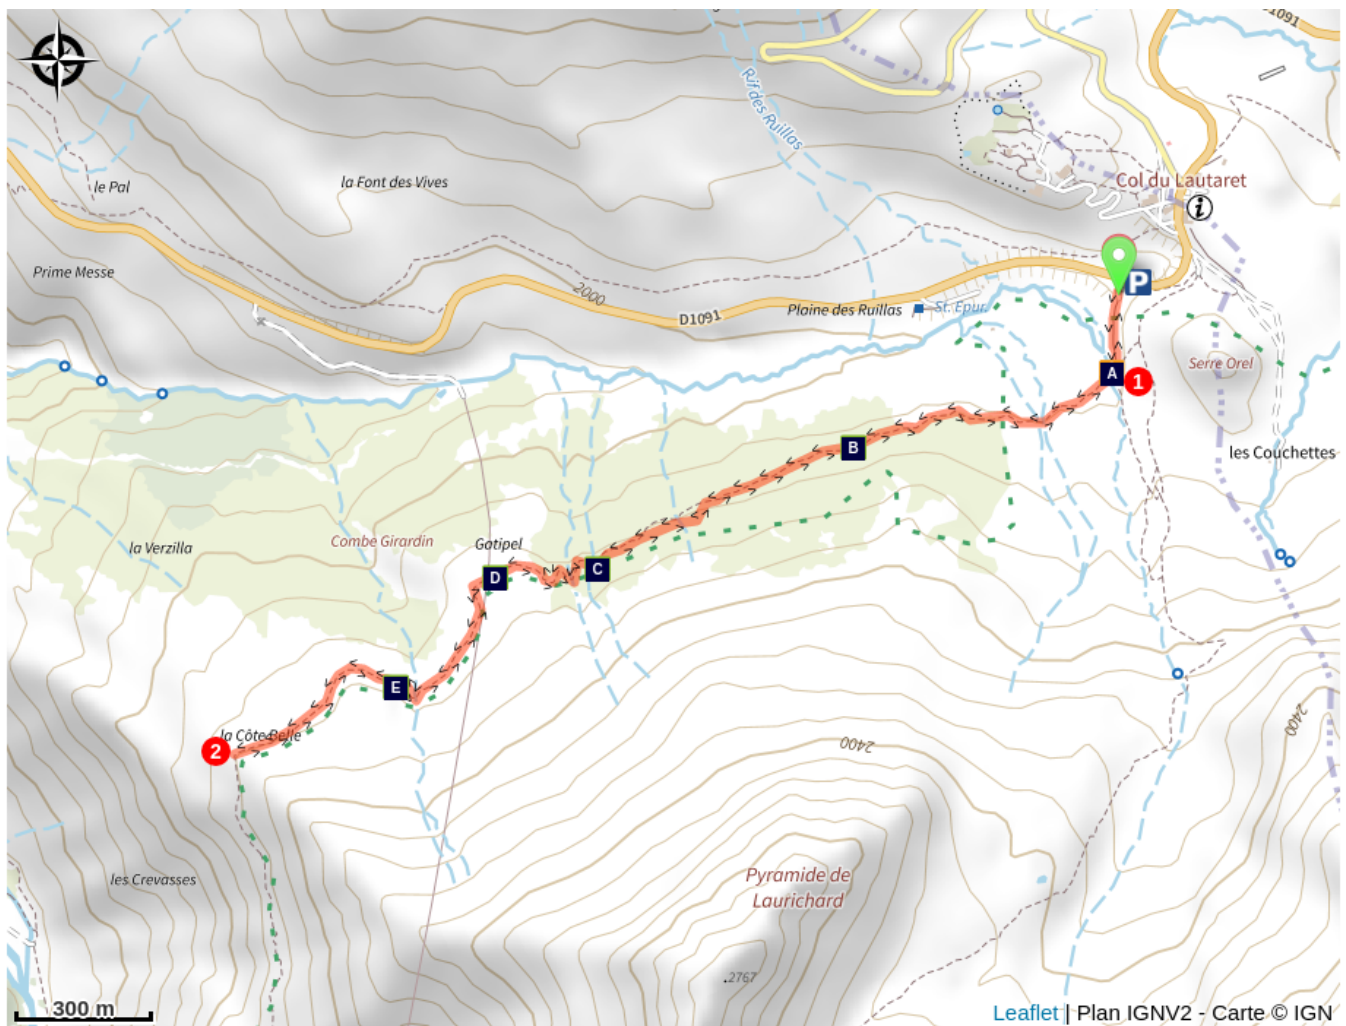 1091
Rif des Ruillas
le Pal
la Font des Vives
Col du Lautaret
i
Prime Messe
P
2000
D1091
Plaine des Ruillas
St. Epur.
Serre Orel
A
1
B
les Couchettes
la Verzilla
Combe Girardin
Gatipel
C
D
E
la Côte Belle
2
2400
2400
les Crevasses
Pyramide de
Laurichard
.2767
300 m
Leaflet | Plan IGNV2 - Carte © IGN